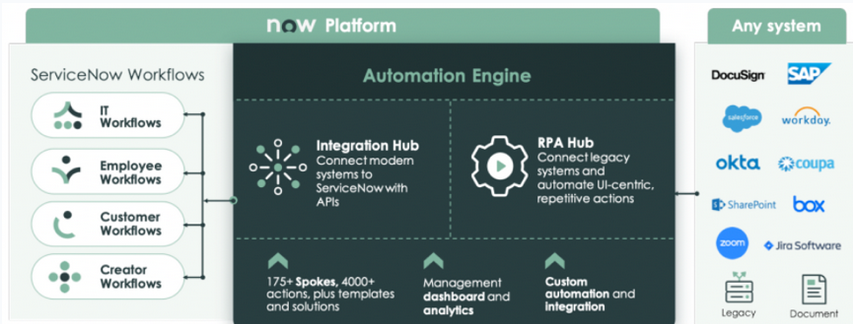 now Platform
Any system
ServiceNow Workflows
IT
Workflows
Employee
Workflows
Customer
Workflows
Creator
Workflows
Automation Engine
Integration Hub
Connect modern
systems to
ServiceNow with
APIs
RPA Hub
Connect legacy
systems and
automate UI-centric,
repetitive actions
175+ Spokes, 4000+
actions, plus templates
and solutions
Management
dashboard and
analytics
Custom
automation and
integration
DocuSign
SAP
salesforce
workday.
okta
coupa
SharePoint
box
zoom
Jira Software
Legacy
Document